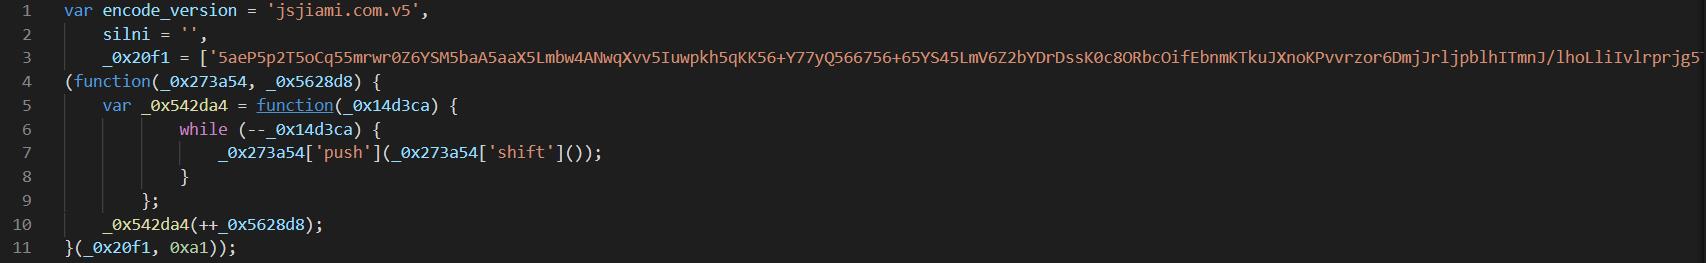 1 var encode_version = 'jsjiami.com.v5',
2 silni = '',
3 _0x20f1 = ['5aeP5p2T5oCq55mrwr0Z6YSM5baA5aaX5Lmbw4ANwqXvv5Iuwpkh5qKK56+Y77yQ566756+65YS45LmV6Z2bYDrDssK0c8ORbcOifEbnmKTkuJXnoKPvvrzor6DmjJrljpblhITmnJ/lhoLliIvlrprjg5
4 (function(_0x273a54, _0x5628d8) {
5 var _0x542da4 = function(_0x14d3ca) {
6 while (--_0x14d3ca) {
7 _0x273a54['push'](_0x273a54['shift']());
8 }
9 };
10 _0x542da4(++_0x5628d8);
11 }(_0x20f1, 0xa1));